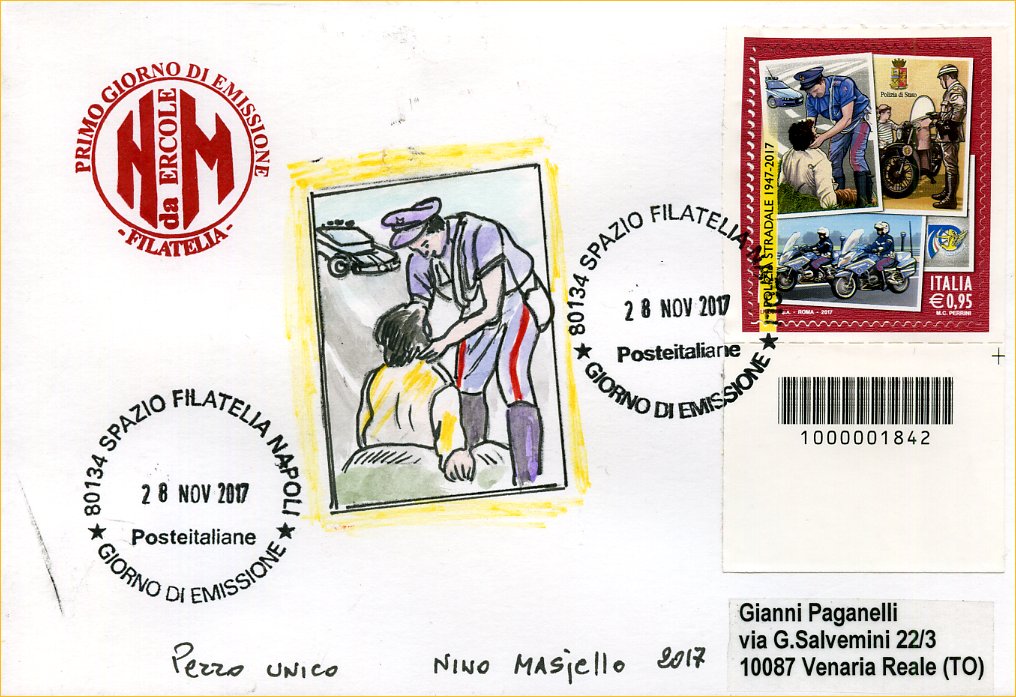 PRIMO GIORNO DI EMISSIONE
NM
da ERCOLE
- FILATELIA -
POLIZIA STRADALE 1947-2017
Polizia di Stato
ITALIA
€ 0,95
- ROMA - 2017
M.C. PERRINI
80134 SPAZIO FILATELIA
28 NOV 2017
Posteitaliane
★ GIORNO DI EMISSIONE ★
1000001842
80134 SPAZIO FILATELIA NAPOLI
28 NOV 2017
Posteitaliane
★ GIORNO DI EMISSIONE ★
Gianni Paganelli
via G.Salvemini 22/3
10087 Venaria Reale (TO)
Pezzo UNICO NINO MASJELLO 2017